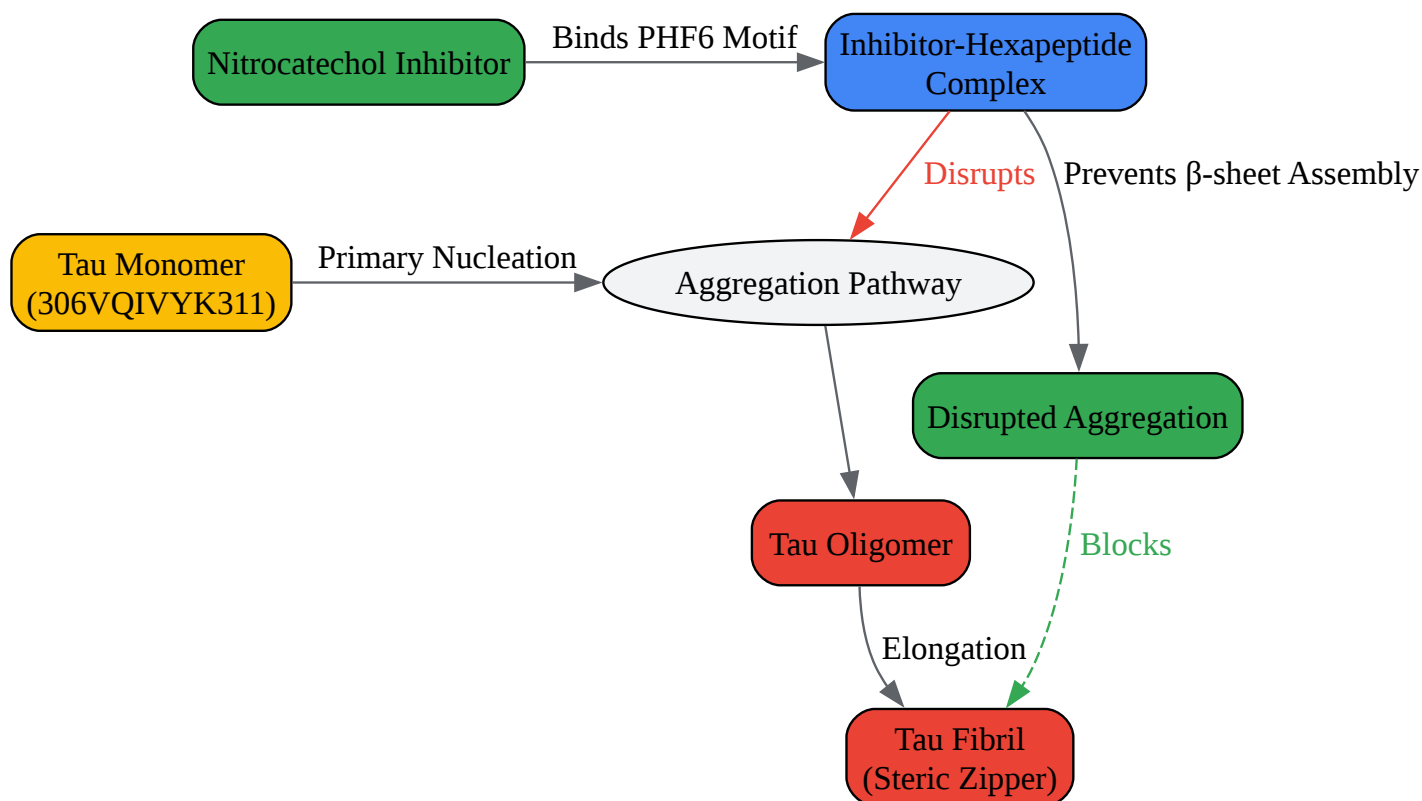 Nitrocatechol Inhibitor
Binds PHF6 Motif
Inhibitor-Hexapeptide
Complex
Disrupts
Prevents β-sheet Assembly
Tau Monomer
(306VQIVYK311)
Primary Nucleation
Aggregation Pathway
Disrupted Aggregation
Tau Oligomer
Blocks
Elongation
Tau Fibril
(Steric Zipper)